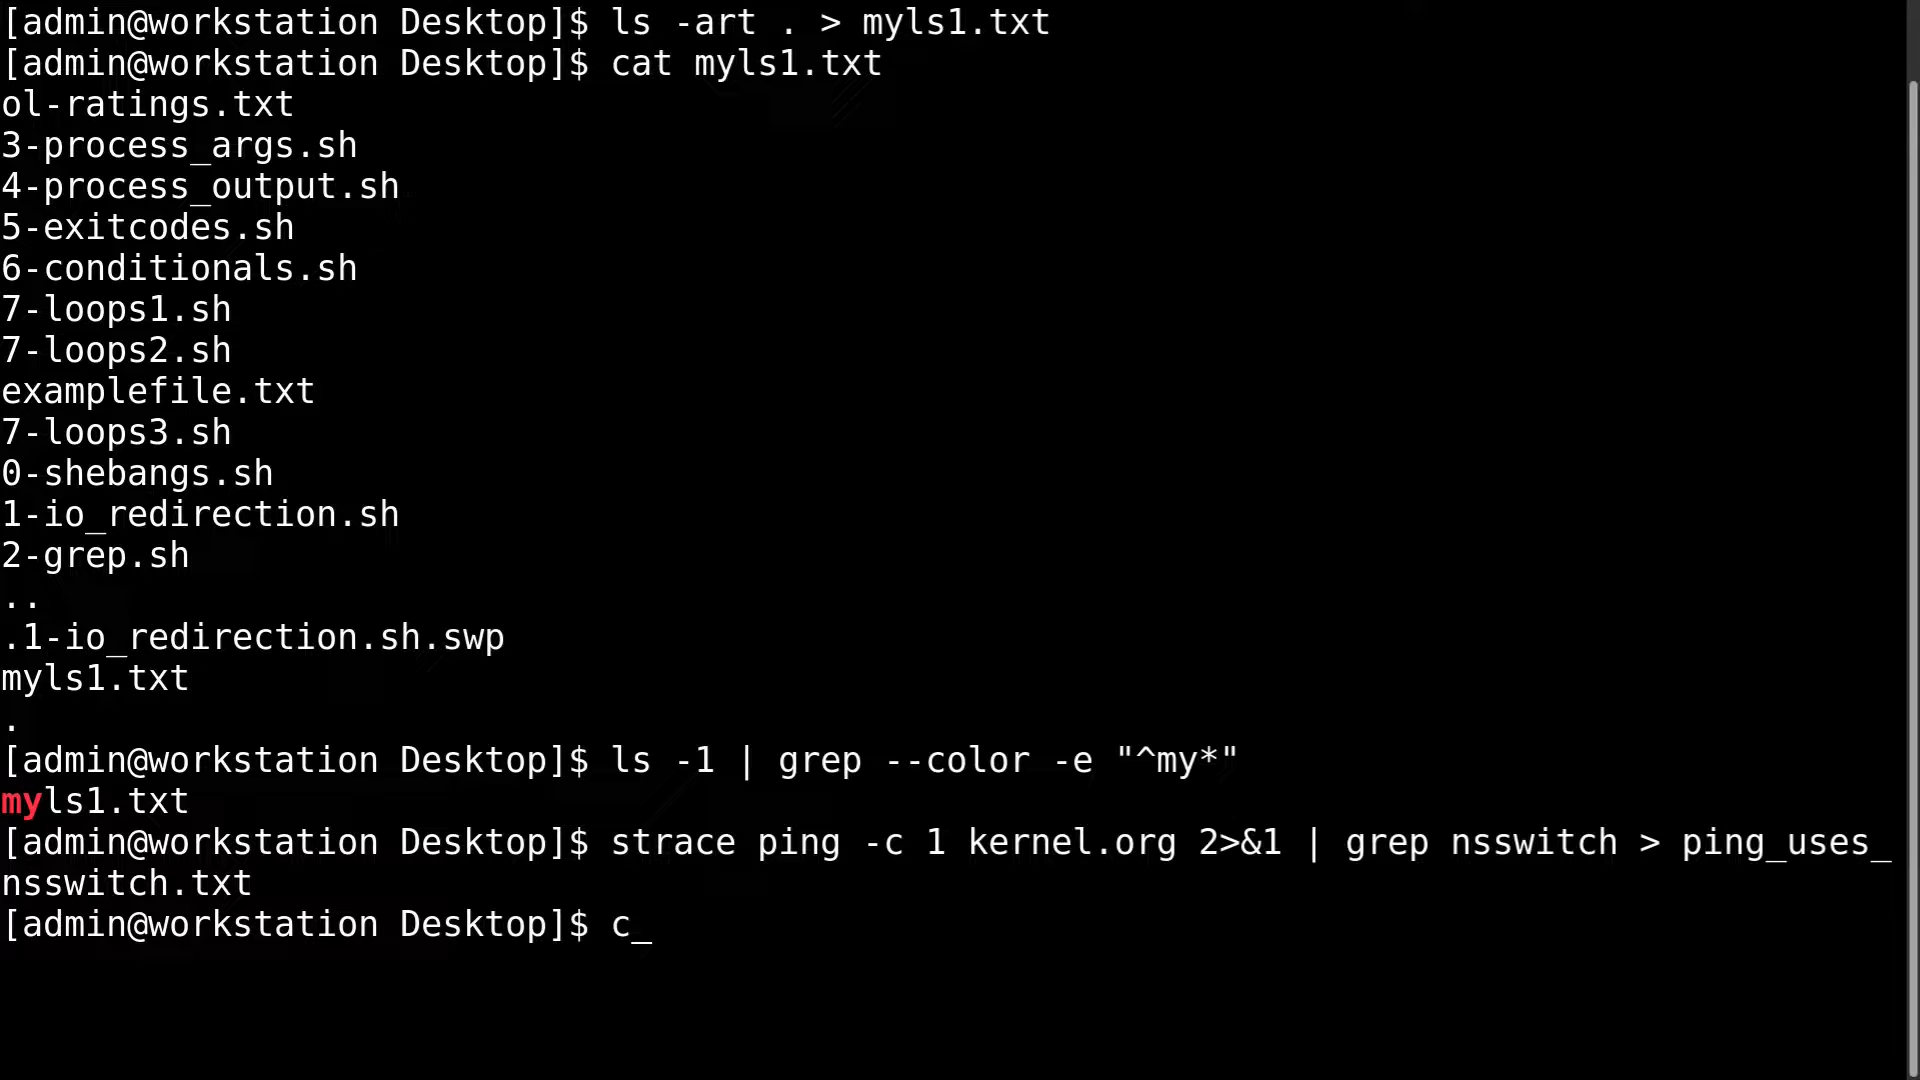 [admin@workstation Desktop]$ ls -art . > myls1.txt
[admin@workstation Desktop]$ cat myls1.txt
ol-ratings.txt
3-process_args.sh
4-process_output.sh
5-exitcodes.sh
6-conditionals.sh
7-loops1.sh
7-loops2.sh
examplefile.txt
7-loops3.sh
0-shebangs.sh
1-io_redirection.sh
2-grep.sh
..
.1-io_redirection.sh.swp
myls1.txt
.
[admin@workstation Desktop]$ ls -1 | grep --color -e "^my*"
myls1.txt
[admin@workstation Desktop]$ strace ping -c 1 kernel.org 2>&1 | grep nsswitch > ping_uses_
nsswitch.txt
[admin@workstation Desktop]$ c_